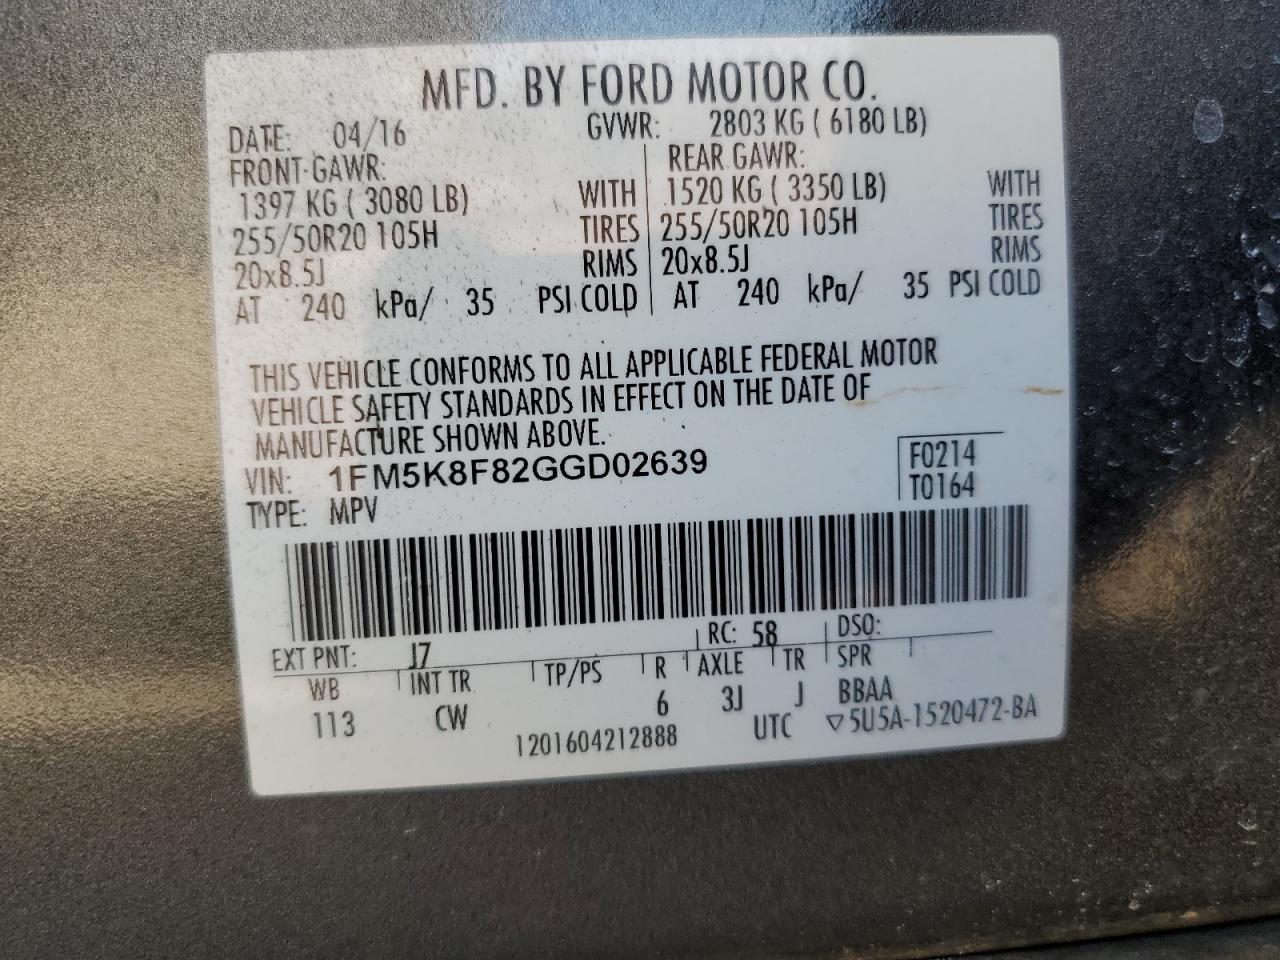 MFD. BY FORD MOTOR CO.
DATE: 04/16 GVWR: 2803 KG ( 6180 LB)
FRONT GAWR: REAR GAWR:
1397 KG ( 3080 LB) WITH 1520 KG ( 3350 LB) WITH
255/50R20 105H TIRES 255/50R20 105H TIRES
20x8.5J RIMS 20x8.5J RIMS
AT 240 kPa/ 35 PSI COLD AT 240 kPa/ 35 PSI COLD
THIS VEHICLE CONFORMS TO ALL APPLICABLE FEDERAL MOTOR
VEHICLE SAFETY STANDARDS IN EFFECT ON THE DATE OF
MANUFACTURE SHOWN ABOVE.
VIN: 1FM5K8F82GGD02639 F0214
TYPE: MPV T0164
EXT PNT: J7 RC: 58 DSO:
WB INT TR TP/PS R AXLE TR SPR
113 CW 6 3J J BBAA
1201604212888 UTC ▽5U5A-1520472-BA